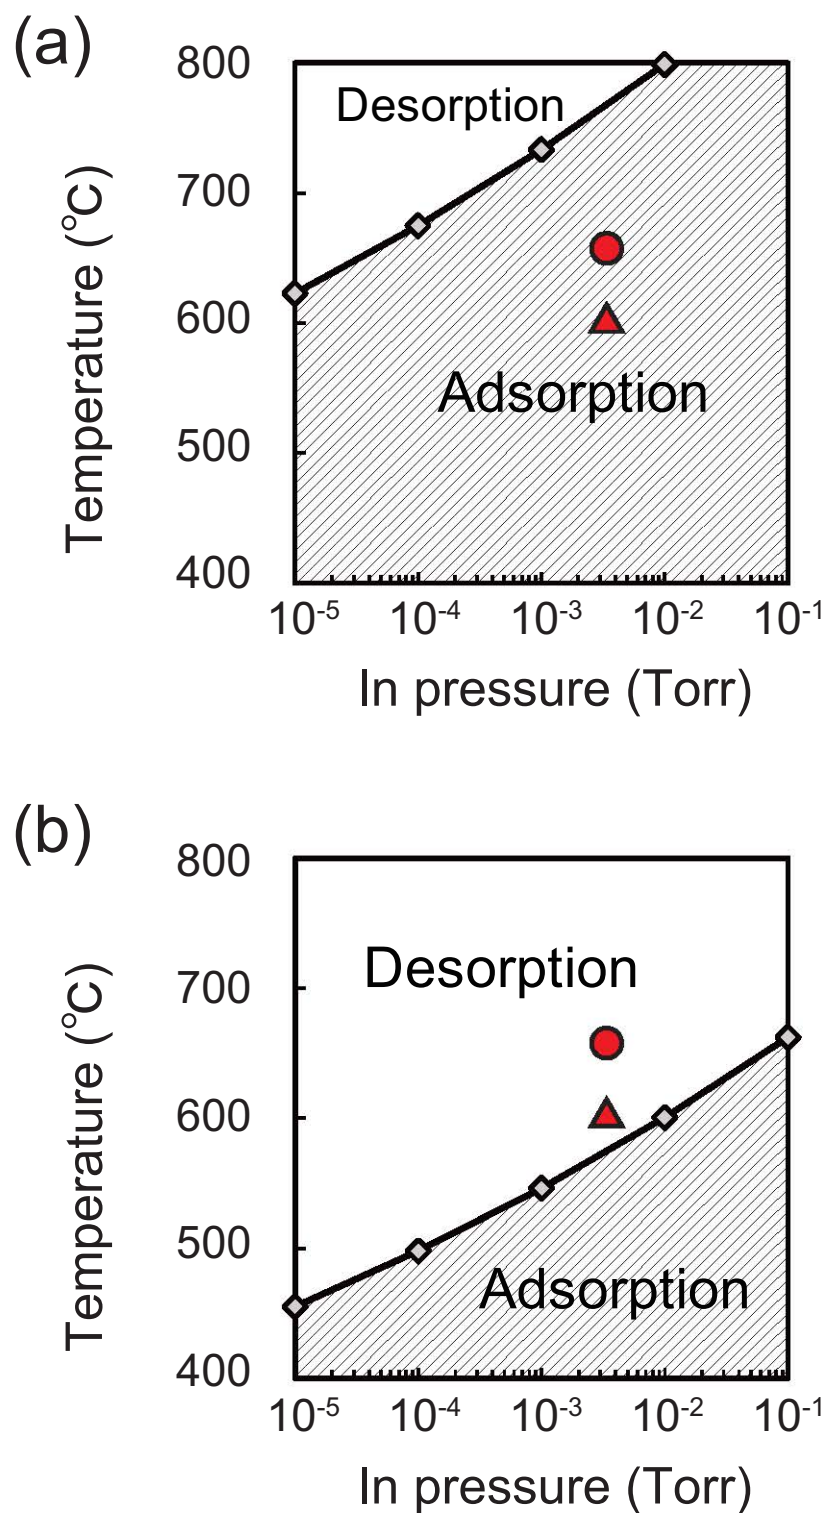 (a)
800
700
600
500
400
Temperature (℃)
Desorption
Adsorption
10⁻⁵ 10⁻⁴ 10⁻³ 10⁻² 10⁻¹
In pressure (Torr)
(b)
800
700
600
500
400
Temperature (℃)
Desorption
Adsorption
10⁻⁵ 10⁻⁴ 10⁻³ 10⁻² 10⁻¹
In pressure (Torr)